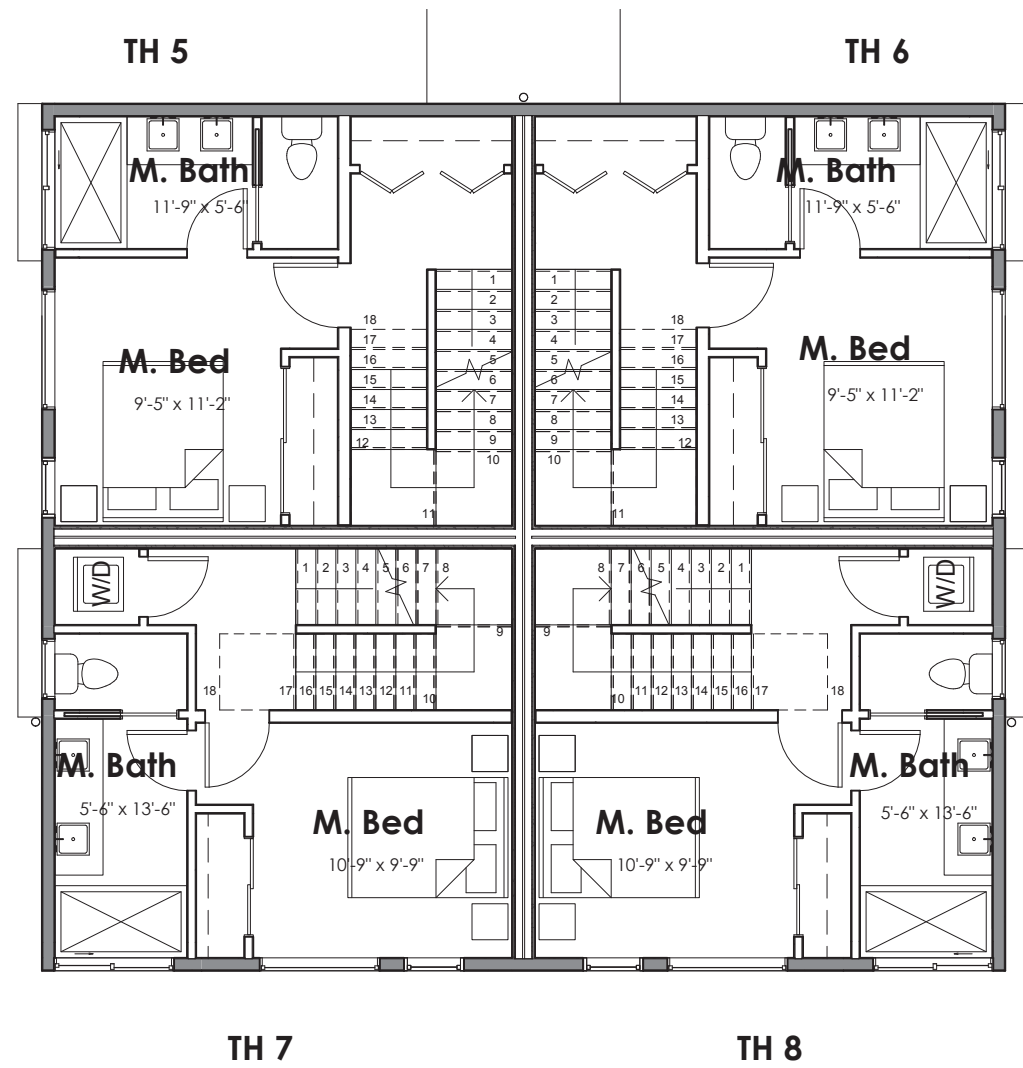 TH 5
TH 6
M. Bath
11'-9" x 5'-6"
M. Bath
11'-9" x 5'-6"
M. Bed
9'-5" x 11'-2"
M. Bed
9'-5" x 11'-2"
1
2
3
4
5
6
7
8
9
10
11
12
13
14
15
16
17
18
1
2
3
4
5
6
7
8
9
10
11
12
13
14
15
16
17
18
W/D
1 2 3 4 5 6 7 8
9
18 17 16 15 14 13 12 11 10
W/D
8 7 6 5 4 3 2 1
9
10 11 12 13 14 15 16 17 18
M. Bath
5'-6" x 13'-6"
M. Bed
10'-9" x 9'-9"
M. Bed
10'-9" x 9'-9"
M. Bath
5'-6" x 13'-6"
TH 7
TH 8